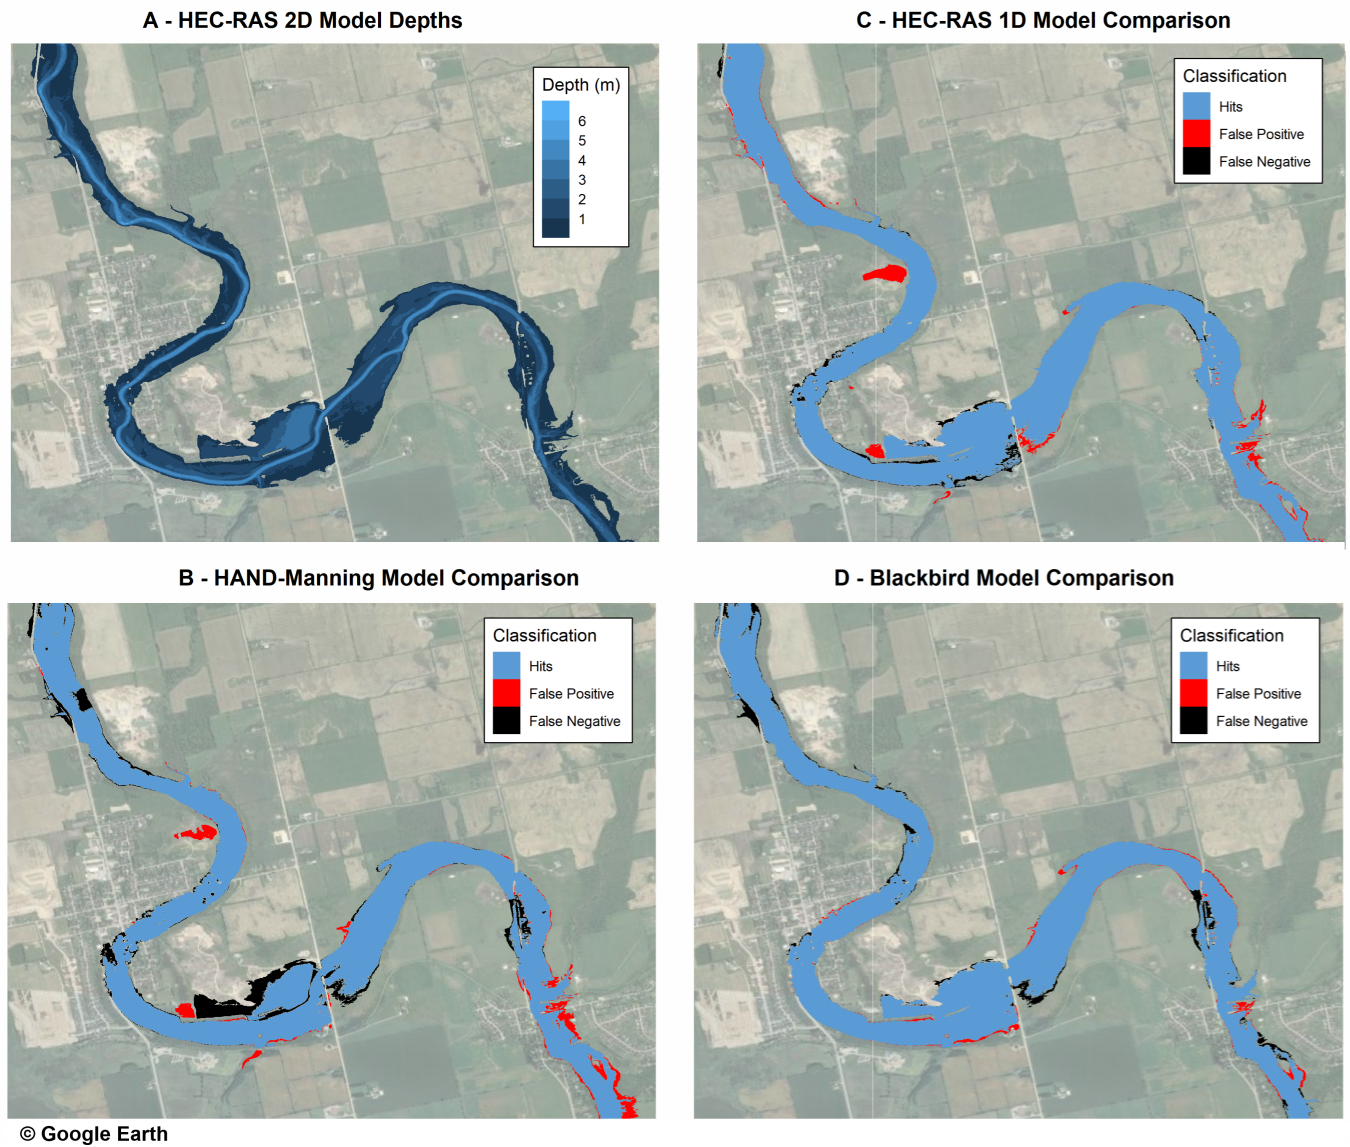 A - HEC-RAS 2D Model Depths
Depth (m)
6
5
4
3
2
1
C - HEC-RAS 1D Model Comparison
Classification
Hits
False Positive
False Negative
B - HAND-Manning Model Comparison
Classification
Hits
False Positive
False Negative
D - Blackbird Model Comparison
Classification
Hits
False Positive
False Negative
© Google Earth